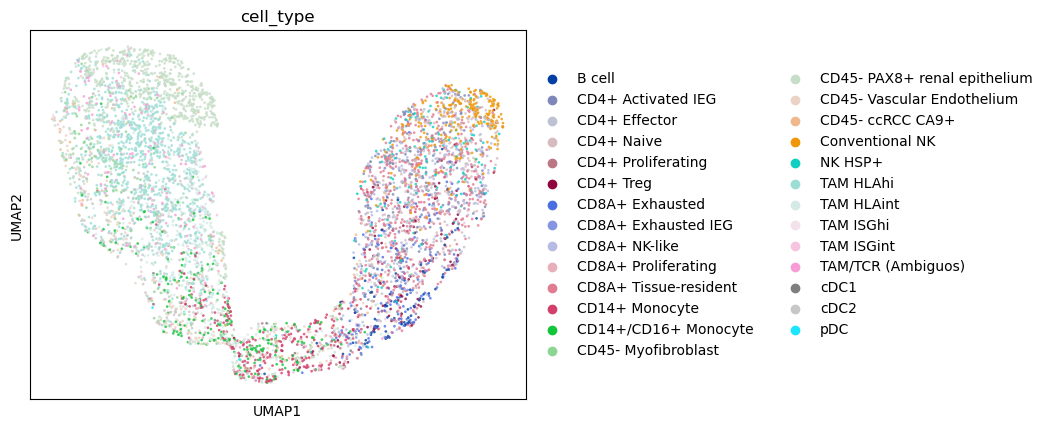 cell_type
UMAP2
UMAP1
B cell
CD4+ Activated IEG
CD4+ Effector
CD4+ Naive
CD4+ Proliferating
CD4+ Treg
CD8A+ Exhausted
CD8A+ Exhausted IEG
CD8A+ NK-like
CD8A+ Proliferating
CD8A+ Tissue-resident
CD14+ Monocyte
CD14+/CD16+ Monocyte
CD45- Myofibroblast
CD45- PAX8+ renal epithelium
CD45- Vascular Endothelium
CD45- ccRCC CA9+
Conventional NK
NK HSP+
TAM HLAhi
TAM HLAint
TAM ISGhi
TAM ISGint
TAM/TCR (Ambiguos)
cDC1
cDC2
pDC